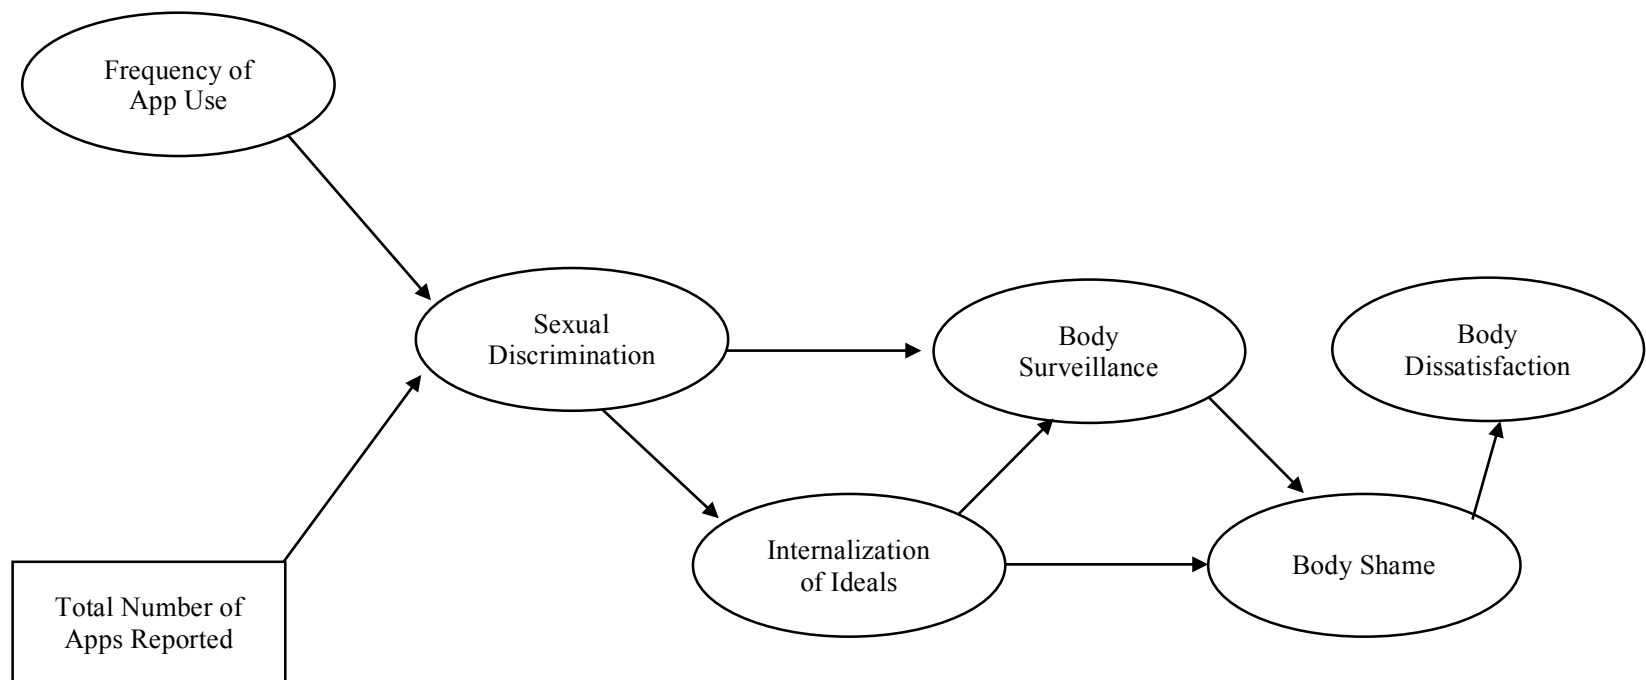 Frequency of
App Use
Sexual
Discrimination
Body
Surveillance
Body
Dissatisfaction
Internalization
of Ideals
Body Shame
Total Number of
Apps Reported